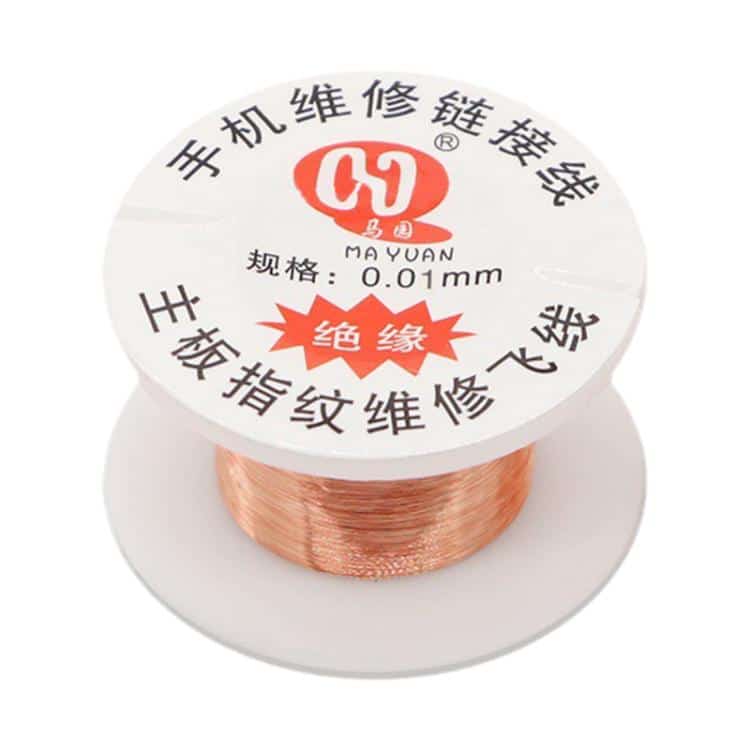 手机维修链接线
®
马园
MA YUAN
规格：0.01mm
绝缘
主板指纹维修飞线